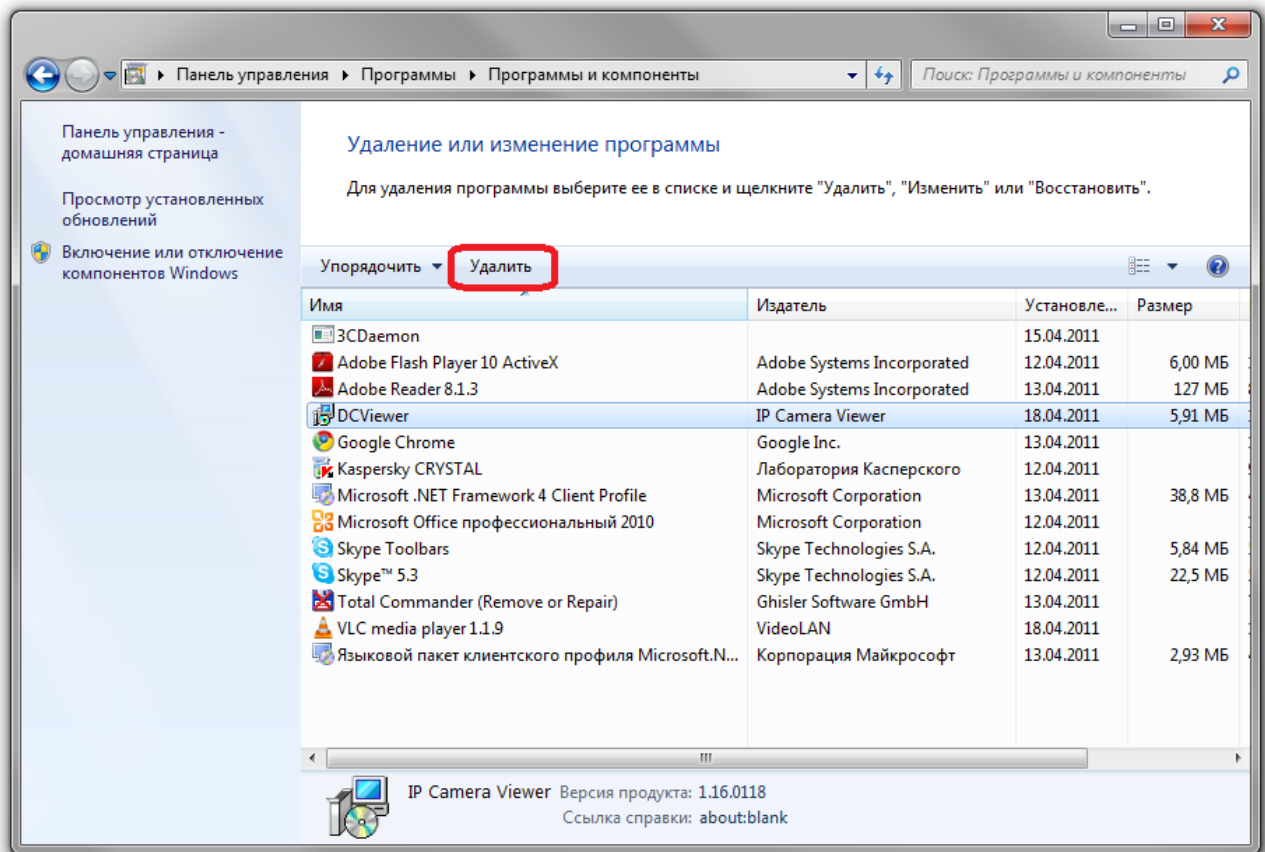 Панель управления Программы Программы и компоненты Поиск: Программы и компоненты
Панель управления -
домашняя страница
Просмотр установленных
обновлений
Включение или отключение
компонентов Windows
Удаление или изменение программы
Для удаления программы выберите ее в списке и щелкните "Удалить", "Изменить" или "Восстановить".
Упорядочить Удалить
Имя Издатель Установле... Размер
3CDaemon 15.04.2011
Adobe Flash Player 10 ActiveX Adobe Systems Incorporated 12.04.2011 6,00 МБ
Adobe Reader 8.1.3 Adobe Systems Incorporated 13.04.2011 127 МБ
DCViewer IP Camera Viewer 18.04.2011 5,91 МБ
Google Chrome Google Inc. 13.04.2011
Kaspersky CRYSTAL Лаборатория Касперского 12.04.2011
Microsoft .NET Framework 4 Client Profile Microsoft Corporation 13.04.2011 38,8 МБ
Microsoft Office профессиональный 2010 Microsoft Corporation 12.04.2011
Skype Toolbars Skype Technologies S.A. 12.04.2011 5,84 МБ
Skype™ 5.3 Skype Technologies S.A. 12.04.2011 22,5 МБ
Total Commander (Remove or Repair) Ghisler Software GmbH 13.04.2011
VLC media player 1.1.9 VideoLAN 18.04.2011
Языковой пакет клиентского профиля Microsoft.N... Корпорация Майкрософт 13.04.2011 2,93 МБ
IP Camera Viewer Версия продукта: 1.16.0118
Ссылка справки: about:blank